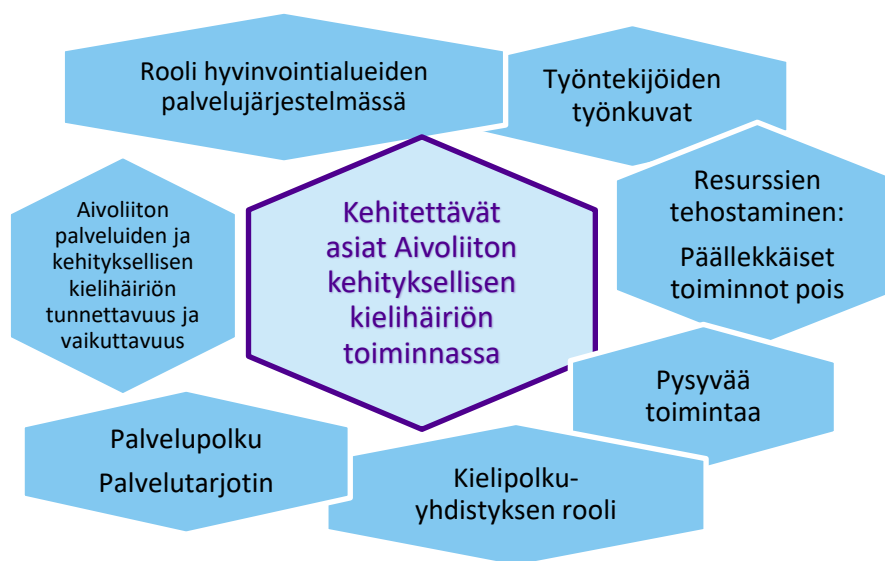 Rooli hyvinvointialueiden
palvelujärjestelmässä
Työntekijöiden
työnkuvat
Resurssien
tehostaminen:
Päällekkäiset
toiminnot pois
Pysyvää
toimintaa
Kielipolku-
yhdistyksen rooli
Palvelupolku
Palvelutarjotin
Aivoliiton
palveluiden ja
kehityksellisen
kielihäiriön
tunnettavuus ja
vaikuttavuus
Kehitettävät
asiat Aivoliiton
kehityksellisen
kielihäiriön
toiminnassa